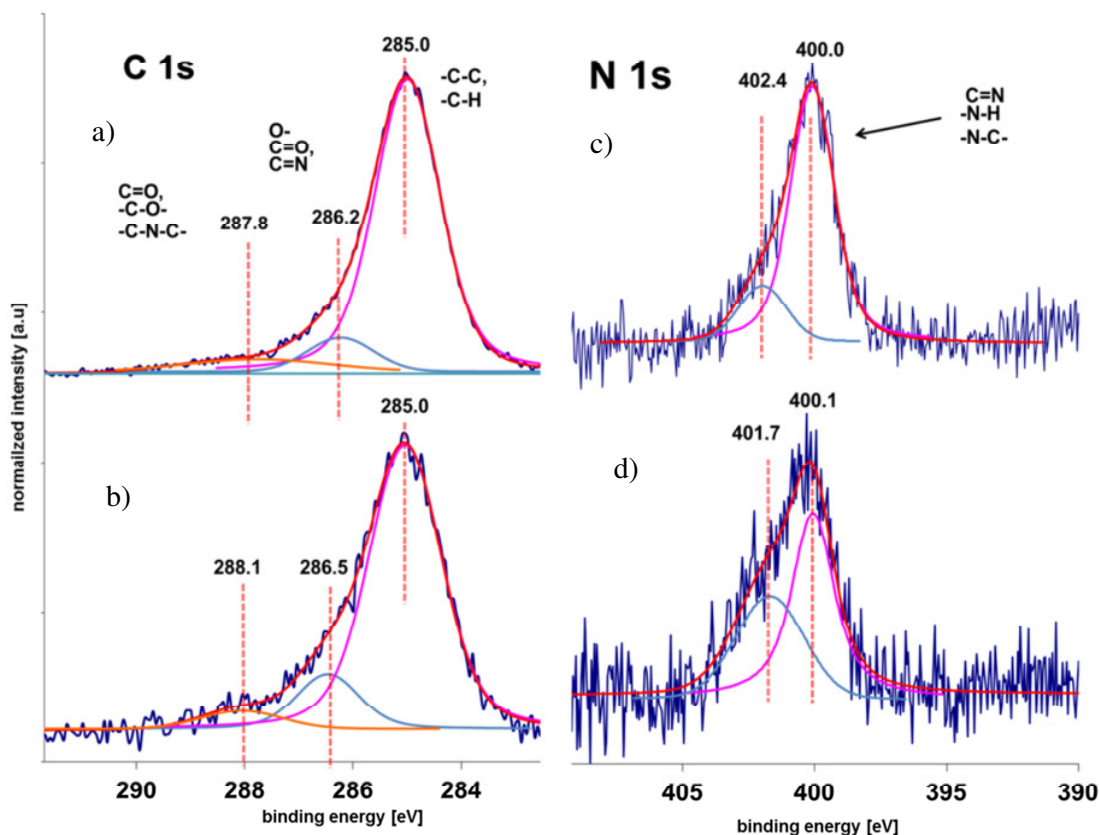 C 1s
285.0
-C-C,
-C-H
a)
O-
C=O,
C=N
C=O,
-C-O-
-C-N-C-
287.8
286.2
285.0
b)
288.1
286.5
normailzed intensity [a.u]
290
288
286
284
binding energy [eV]
N 1s
400.0
402.4
C=N
-N-H
-N-C-
c)
400.1
401.7
d)
405
400
395
390
binding energy [eV]